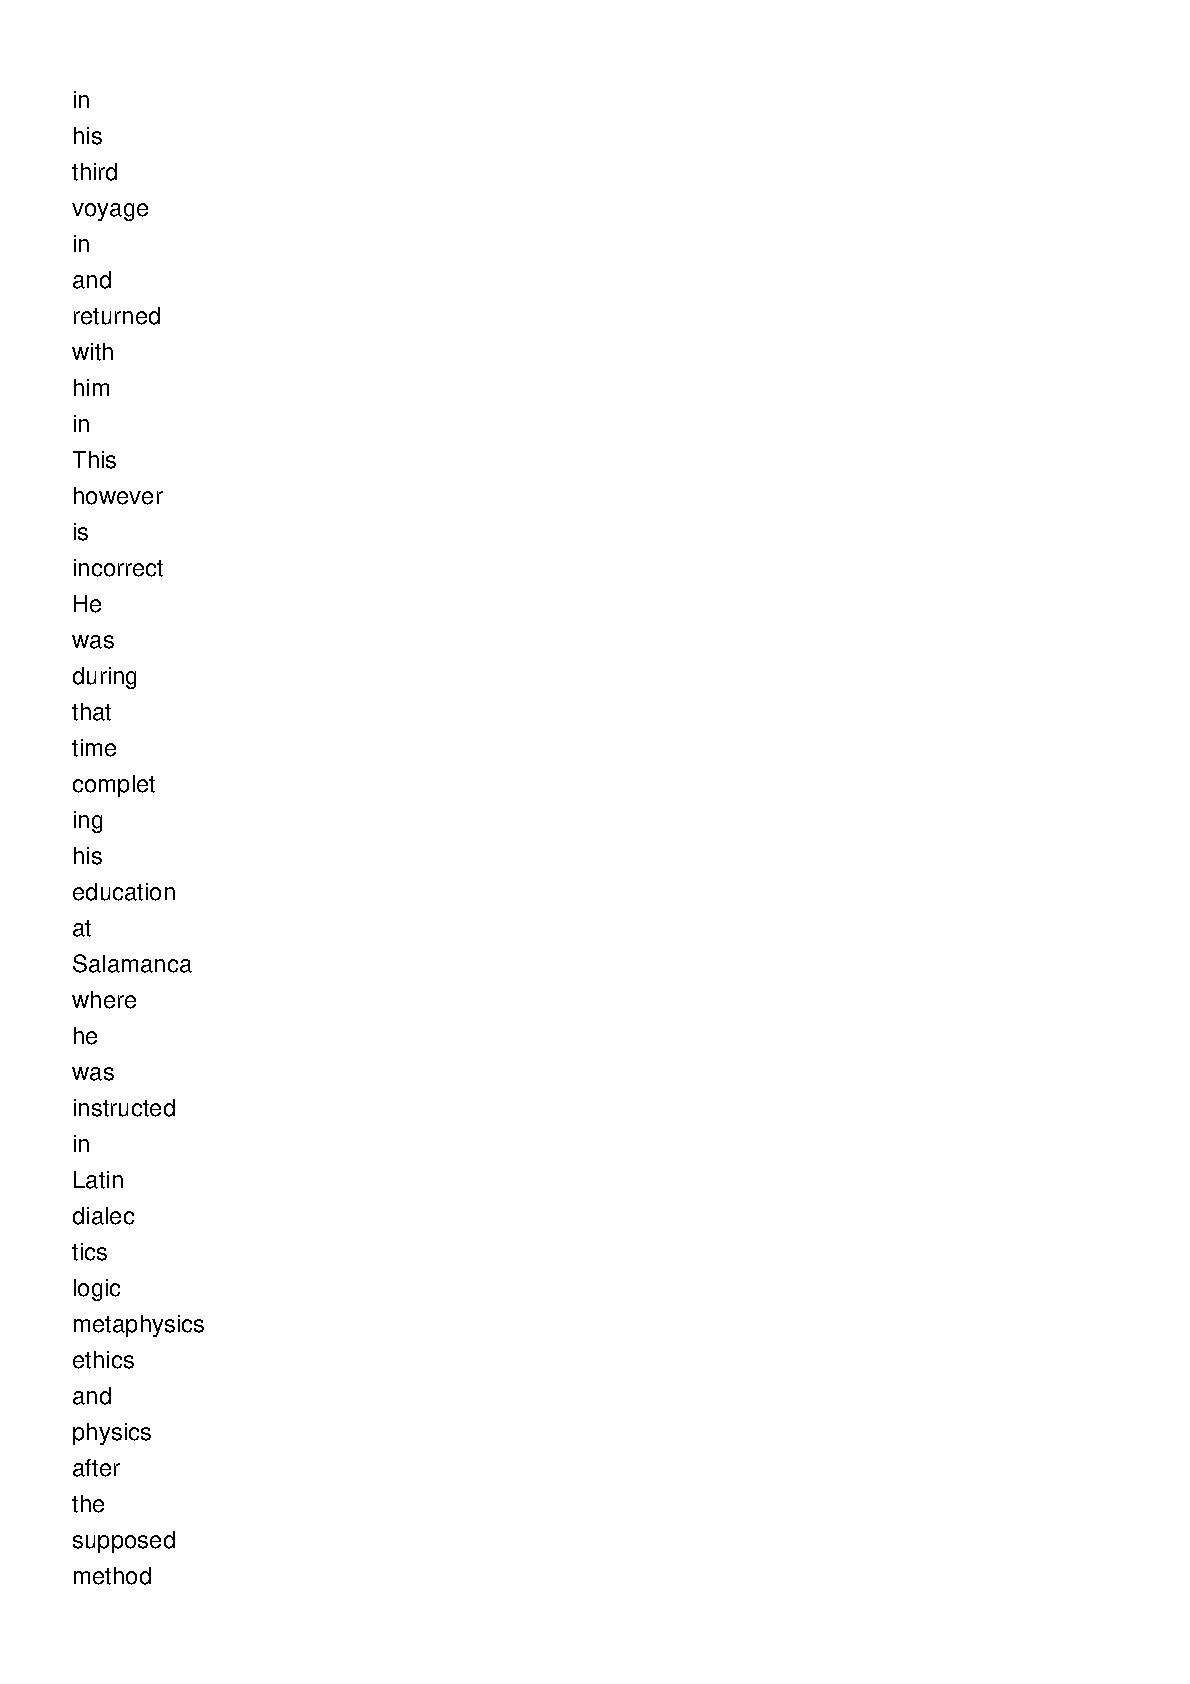 in
his
third
voyage
in
and
returned
with
him
in
This
however
is
incorrect
He
was
during
that
time
complet
ing
his
education
at
Salamanca
where
he
was
instructed
in
Latin
dialec
tics
logic
metaphysics
ethics
and
physics
after
the
supposed
method